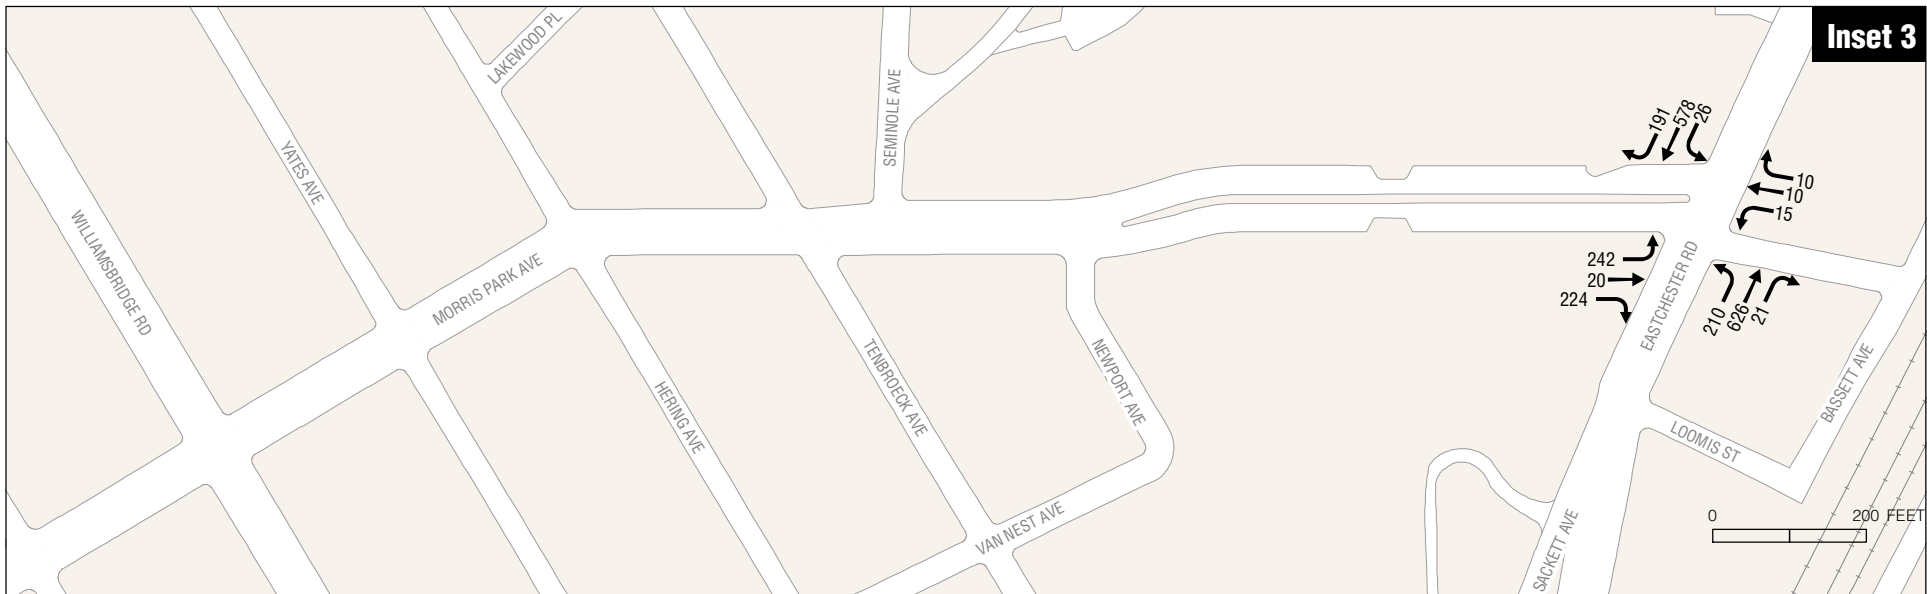 Inset 3
LAKEWOOD PL
SEMINOLE AVE
YATES AVE
WILLIAMSBRIDGE RD
MORRIS PARK AVE
191
578
26
10
10
15
242
20
224
EASTCHESTER RD
210
626
21
HERING AVE
TENBROECK AVE
NEWPORT AVE
BASSETT AVE
LOOMIS ST
VAN NEST AVE
SACKETT AVE
0 200 FEET